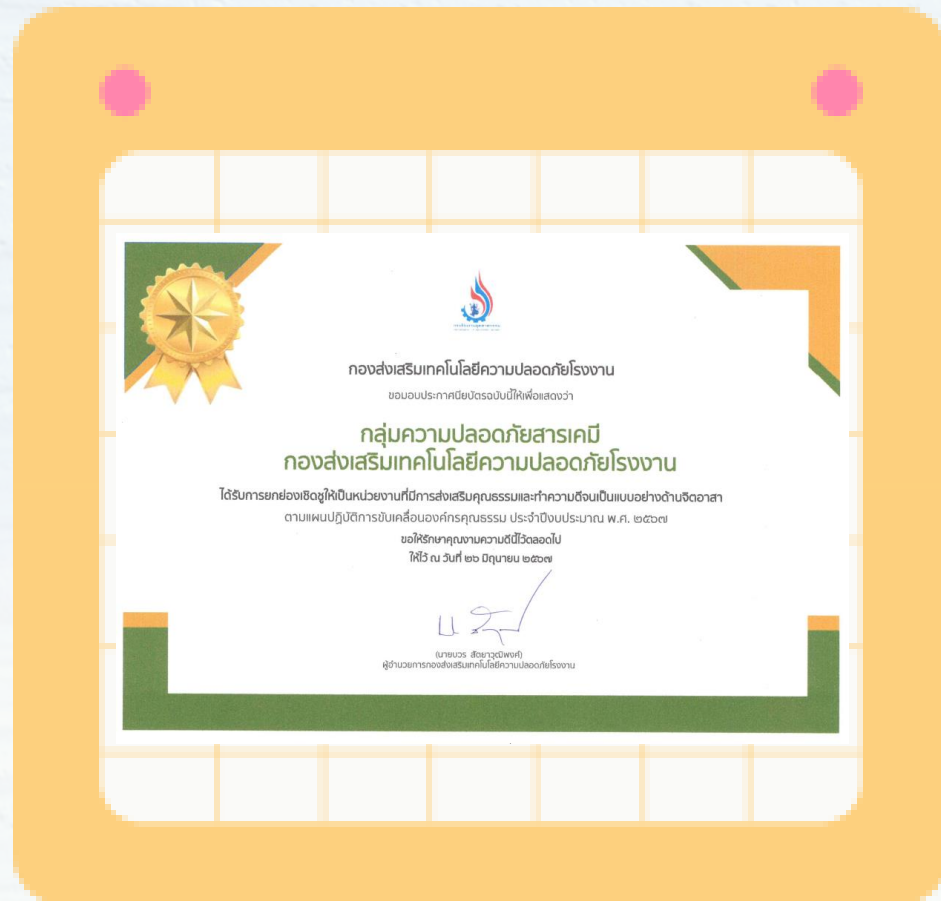 กองส่งเสริมเทคโนโลยีความปลอดภัยโรงงาน
ขอมอบประกาศนียบัตรฉบับนี้ให้เพื่อแสดงว่า
กลุ่มความปลอดภัยสารเคมี
กองส่งเสริมเทคโนโลยีความปลอดภัยโรงงาน
ได้รับการยกย่องเชิดชูให้เป็นหน่วยงานที่มีการส่งเสริมคุณธรรมและทำความดีจนเป็นแบบอย่างด้านจิตอาสา
ตามแผนปฏิบัติการขับเคลื่อนองค์กรคุณธรรม ประจำปีงบประมาณ พ.ศ. ๒๕๖๗
ขอให้รักษาคุณงามความดีนี้ไว้ตลอดไป
ให้ไว้ ณ วันที่ ๒๖ มิถุนายน ๒๕๖๗
(นายบวร สัตยาวุฒิพงศ์)
ผู้อำนวยการกองส่งเสริมเทคโนโลยีความปลอดภัยโรงงาน